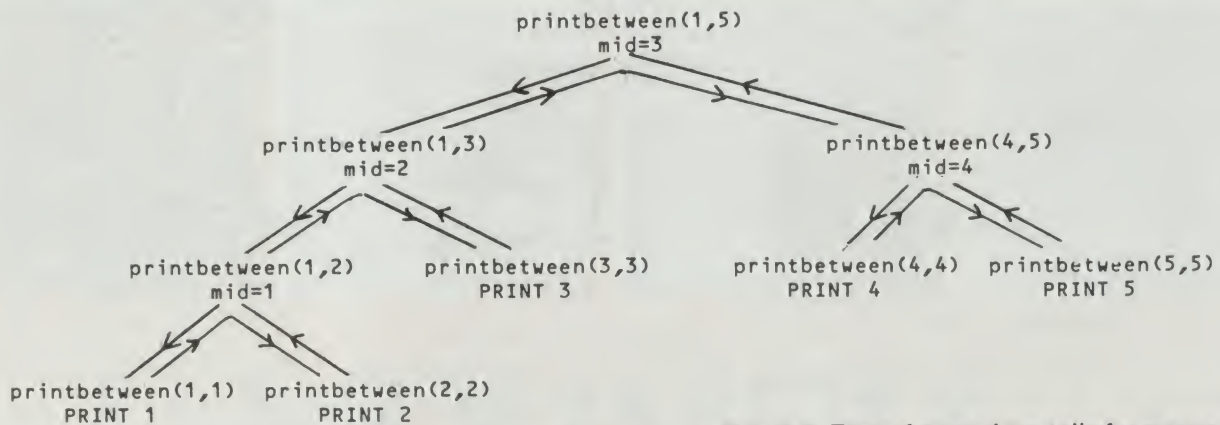 printbetween(1,5)
mid=3
printbetween(1,3)
mid=2
printbetween(4,5)
mid=4
printbetween(1,2)
mid=1
printbetween(3,3)
PRINT 3
printbetween(4,4)
PRINT 4
printbetween(5,5)
PRINT 5
printbetween(1,1)
PRINT 1
printbetween(2,2)
PRINT 2